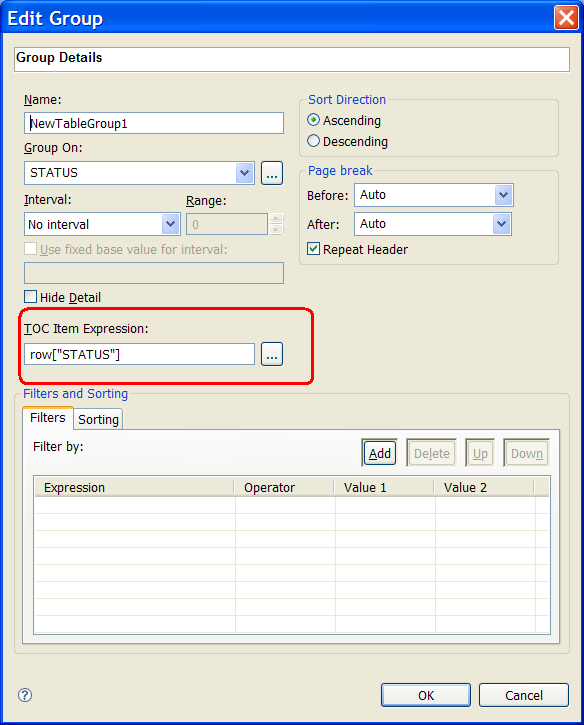 Edit Group
Group Details
Name:
NewTableGroup1
Group On:
STATUS
...
Interval:
Range:
No interval
0
Use fixed base value for interval:
Hide Detail
TOC Item Expression:
row["STATUS"]
...
Sort Direction
Ascending
Descending
Page break
Before:
Auto
After:
Auto
Repeat Header
Filters and Sorting
Filters
Sorting
Filter by:
Add
Delete
Up
Down
Expression
Operator
Value 1
Value 2
?
OK
Cancel